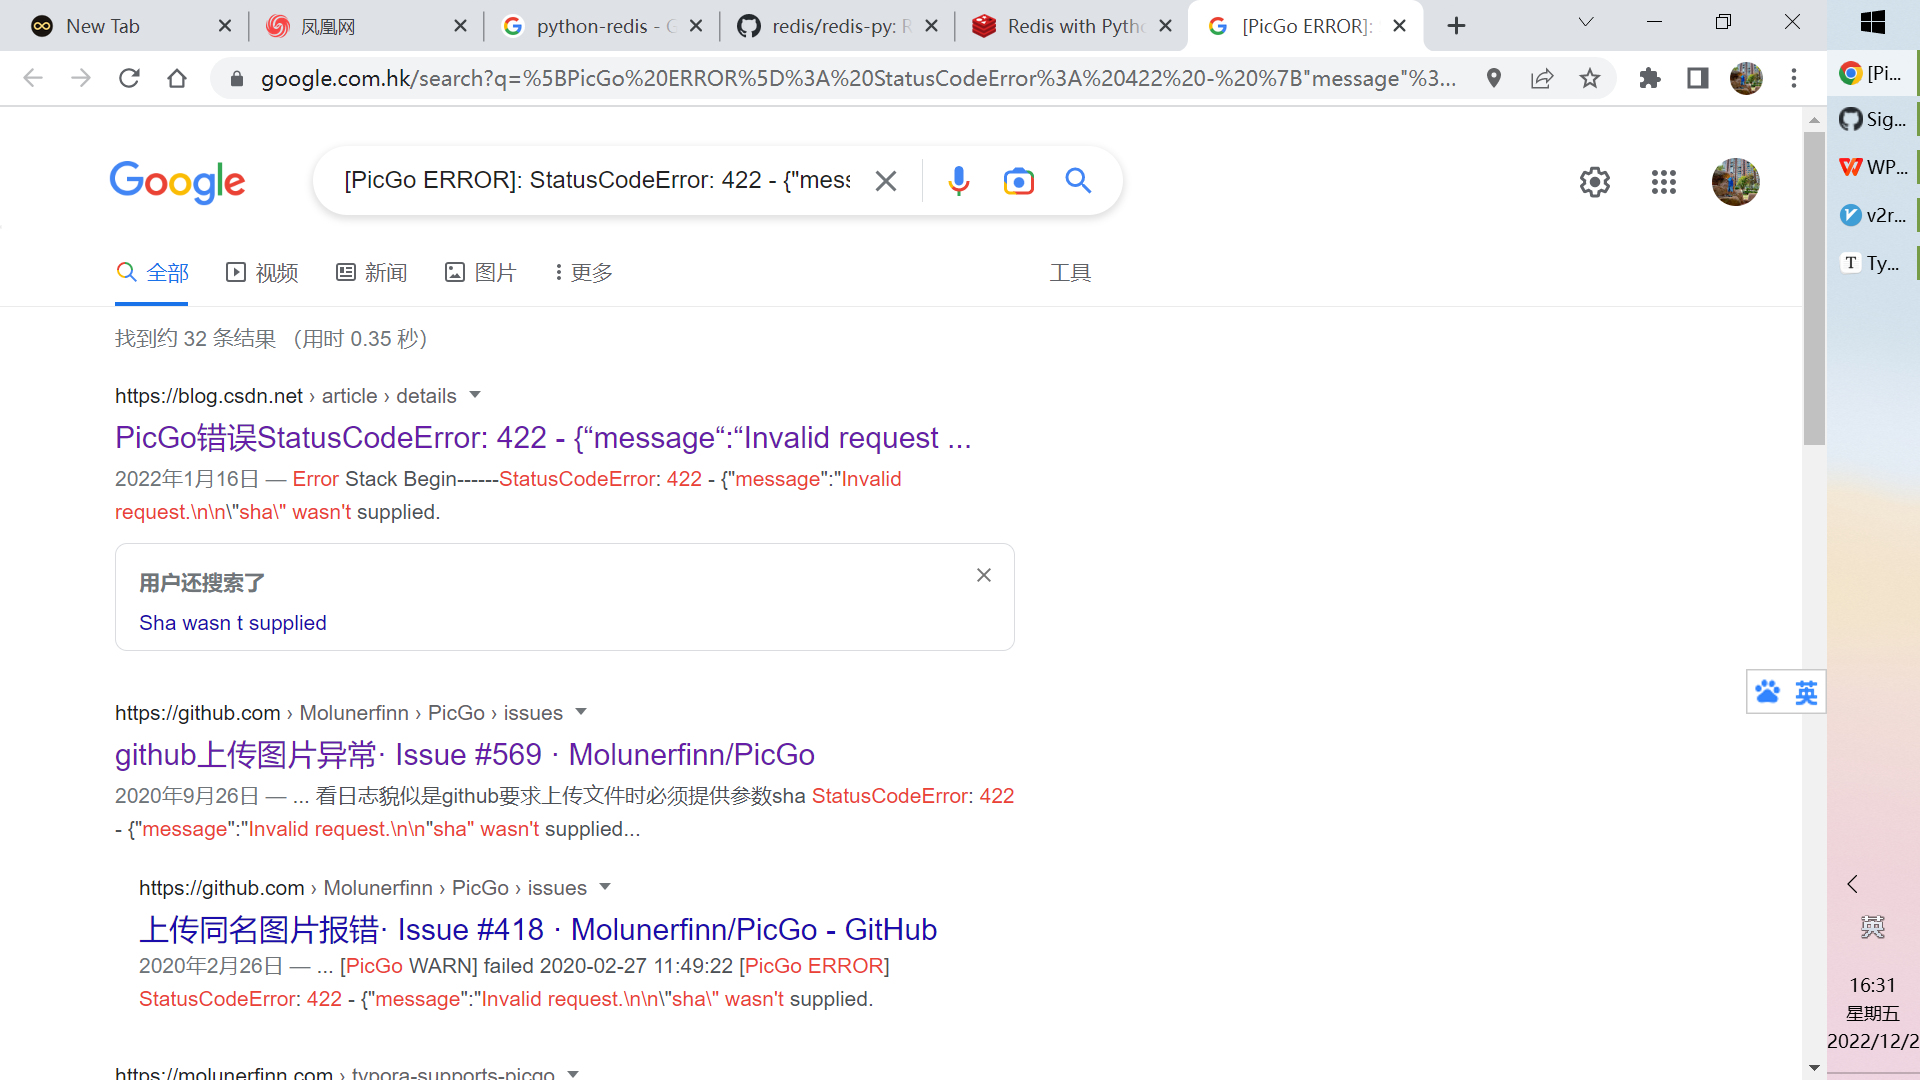 New Tab
凤凰网
python-redis - G
redis/redis-py: R
Redis with Pytho
[PicGo ERROR]:
google.com.hk/search?q=%5BPicGo%20ERROR%5D%3A%20StatusCodeError%3A%20422%20-%20%7B"message"%3...
Google
[PicGo ERROR]: StatusCodeError: 422 - {"mess
全部
视频
新闻
图片
更多
工具
找到约 32 条结果 （用时 0.35 秒）
https://blog.csdn.net › article › details
PicGo错误StatusCodeError: 422 - {“message“:“Invalid request ...
2022年1月16日 — Error Stack Begin------StatusCodeError: 422 - {"message":"Invalid
request.\n\n\"sha\" wasn't supplied.
用户还搜索了
Sha wasn t supplied
https://github.com › Molunerfinn › PicGo › issues
github上传图片异常· Issue #569 · Molunerfinn/PicGo
2020年9月26日 — ... 看日志貌似是github要求上传文件时必须提供参数sha StatusCodeError: 422
- {"message":"Invalid request.\n\n"sha" wasn't supplied...
https://github.com › Molunerfinn › PicGo › issues
上传同名图片报错· Issue #418 · Molunerfinn/PicGo - GitHub
2020年2月26日 — ... [PicGo WARN] failed 2020-02-27 11:49:22 [PicGo ERROR]
StatusCodeError: 422 - {"message":"Invalid request.\n\n\"sha\" wasn't supplied.
https://molunerfinn.com › typora-supports-picgo
[Pi...
Sig...
WP...
v2r...
Ty...
英
英
16:31
星期五
2022/12/2